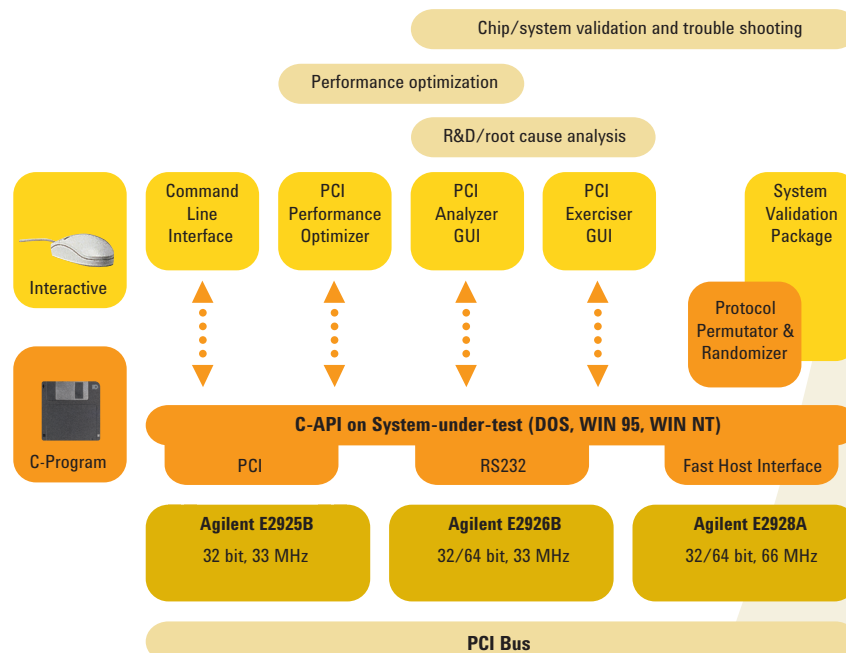 Chip/system validation and trouble shooting
Performance optimization
R&D/root cause analysis
Interactive
Command
Line
Interface
PCI
Performance
Optimizer
PCI
Analyzer
GUI
PCI
Exerciser
GUI
System
Validation
Package
Protocol
Permutator &
Randomizer
C-Program
C-API on System-under-test (DOS, WIN 95, WIN NT)
PCI
RS232
Fast Host Interface
Agilent E2925B
32 bit, 33 MHz
Agilent E2926B
32/64 bit, 33 MHz
Agilent E2928A
32/64 bit, 66 MHz
PCI Bus